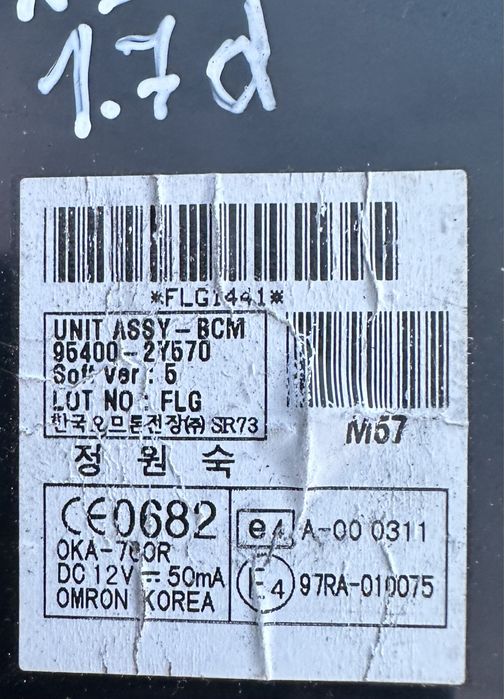 1.7d
*FLG1441*
UNIT ASSY-BCM
95400-2Y570
Soft Ver : 5
LOT NO : FLG
한국오므론전장(주) SR73
M57
정 원 숙
CE0682
OKA-780R
DC 12V ⎓ 50mA
OMRON KOREA
e4 A-00 0311
E4 97RA-010075